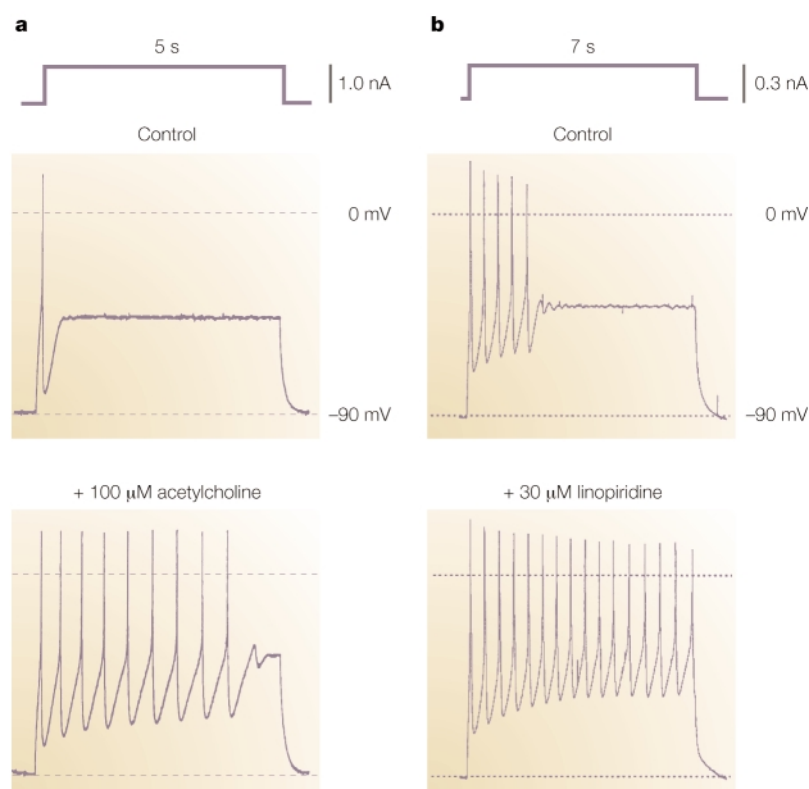 a
5 s
1.0 nA
Control
0 mV
–90 mV
+ 100 µM acetylcholine
b
7 s
0.3 nA
Control
0 mV
–90 mV
+ 30 µM linopiridine